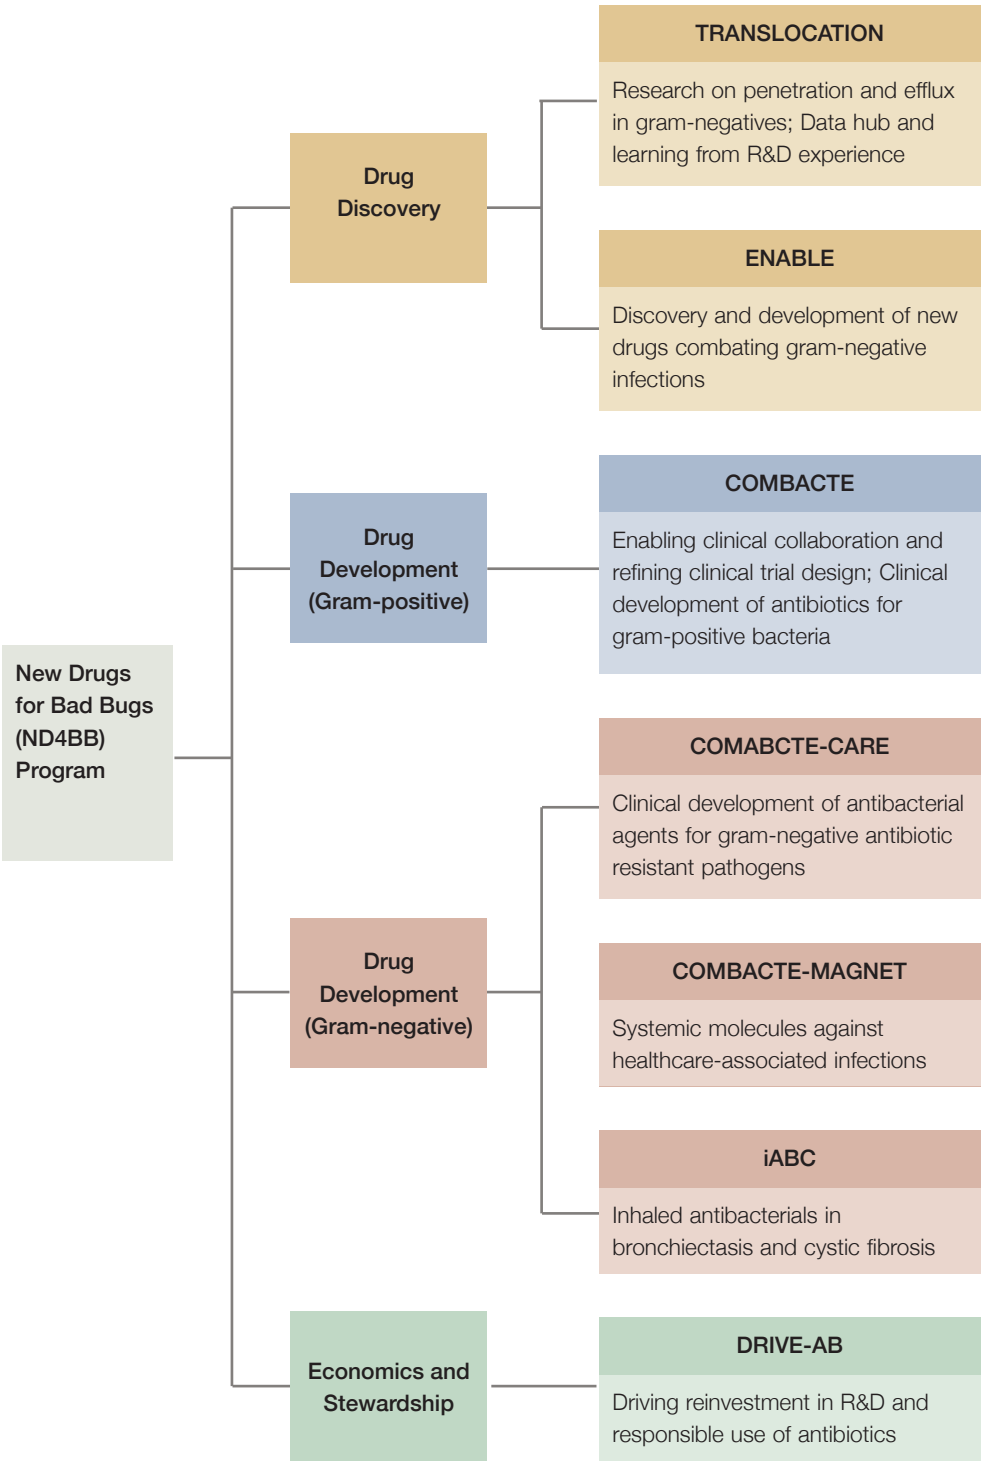 TRANSLOCATION
Research on penetration and efflux
in gram-negatives; Data hub and
learning from R&D experience
Drug
Discovery
ENABLE
Discovery and development of new
drugs combating gram-negative
infections
COMBACTE
Enabling clinical collaboration and
refining clinical trial design; Clinical
development of antibiotics for
gram-positive bacteria
Drug
Development
(Gram-positive)
New Drugs
for Bad Bugs
(ND4BB)
Program
COMABCTE-CARE
Clinical development of antibacterial
agents for gram-negative antibiotic
resistant pathogens
Drug
Development
(Gram-negative)
COMBACTE-MAGNET
Systemic molecules against
healthcare-associated infections
iABC
Inhaled antibacterials in
bronchiectasis and cystic fibrosis
Economics and
Stewardship
DRIVE-AB
Driving reinvestment in R&D and
responsible use of antibiotics